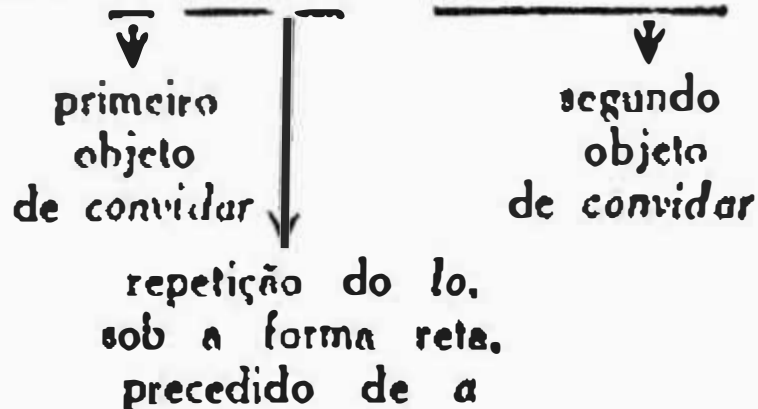 primeiro
objeto
de convidar
segundo
objeto
de convidar
repetição do lo,
sob a forma reta,
precedido de a